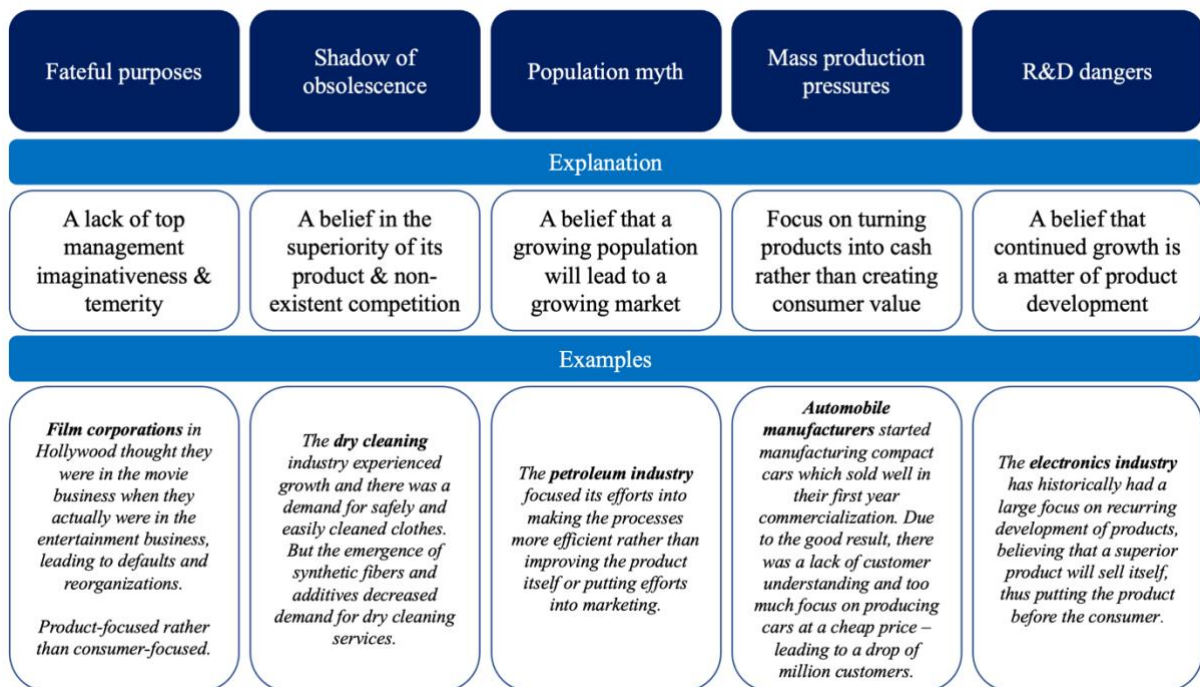 Fateful purposes
Shadow of
obsolescence
Population myth
Mass production
pressures
R&D dangers
Explanation
A lack of top
management
imaginativeness &
temerity
A belief in the
superiority of its
product & non-
existent competition
A belief that a
growing population
will lead to a
growing market
Focus on turning
products into cash
rather than creating
consumer value
A belief that
continued growth is
a matter of product
development
Examples
Film corporations in
Hollywood thought they
were in the movie
business when they
actually were in the
entertainment business,
leading to defaults and
reorganizations.
Product-focused rather
than consumer-focused.
The dry cleaning
industry experienced
growth and there was a
demand for safely and
easily cleaned clothes.
But the emergence of
synthetic fibers and
additives decreased
demand for dry cleaning
services.
The petroleum industry
focused its efforts into
making the processes
more efficient rather than
improving the product
itself or putting efforts
into marketing.
Automobile
manufacturers started
manufacturing compact
cars which sold well in
their first year
commercialization. Due
to the good result, there
was a lack of customer
understanding and too
much focus on producing
cars at a cheap price –
leading to a drop of
million customers.
The electronics industry
has historically had a
large focus on recurring
development of products,
believing that a superior
product will sell itself,
thus putting the product
before the consumer.